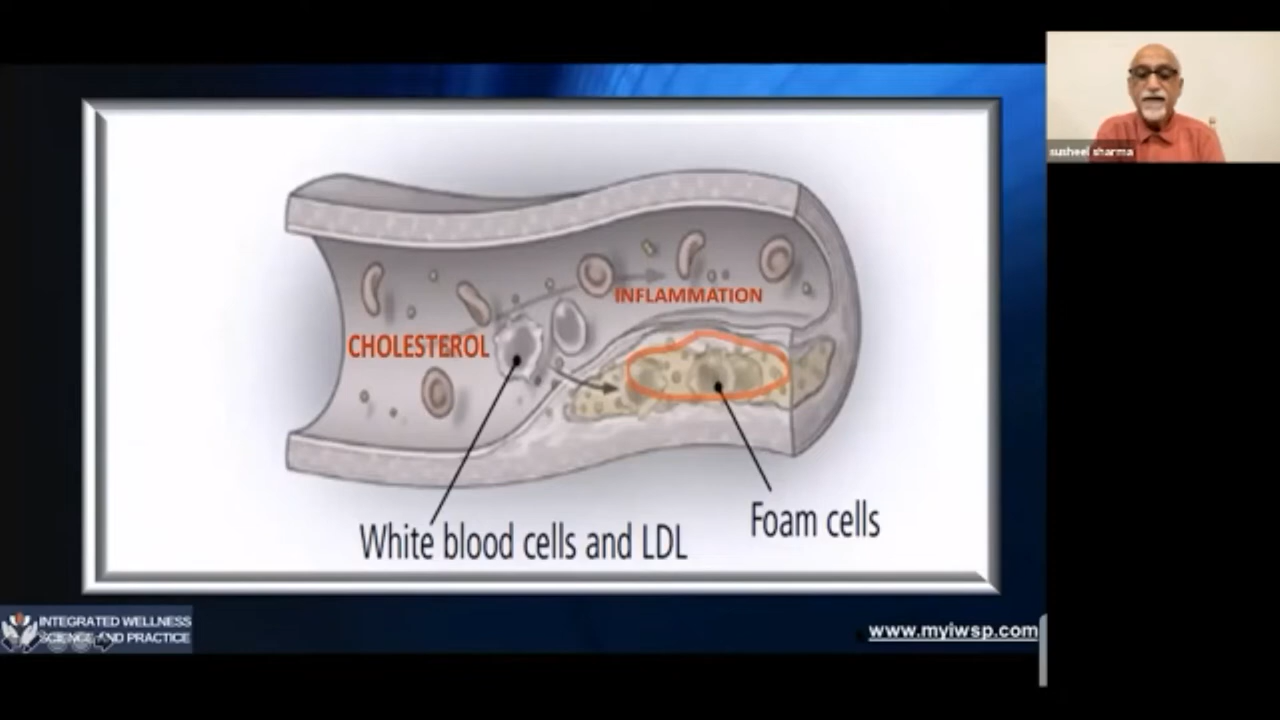 susheel sharma
INFLAMMATION
CHOLESTEROL
Foam cells
White blood cells and LDL
INTEGRATED WELLNESS
SCIENCE AND PRACTICE
www.myiwsp.com